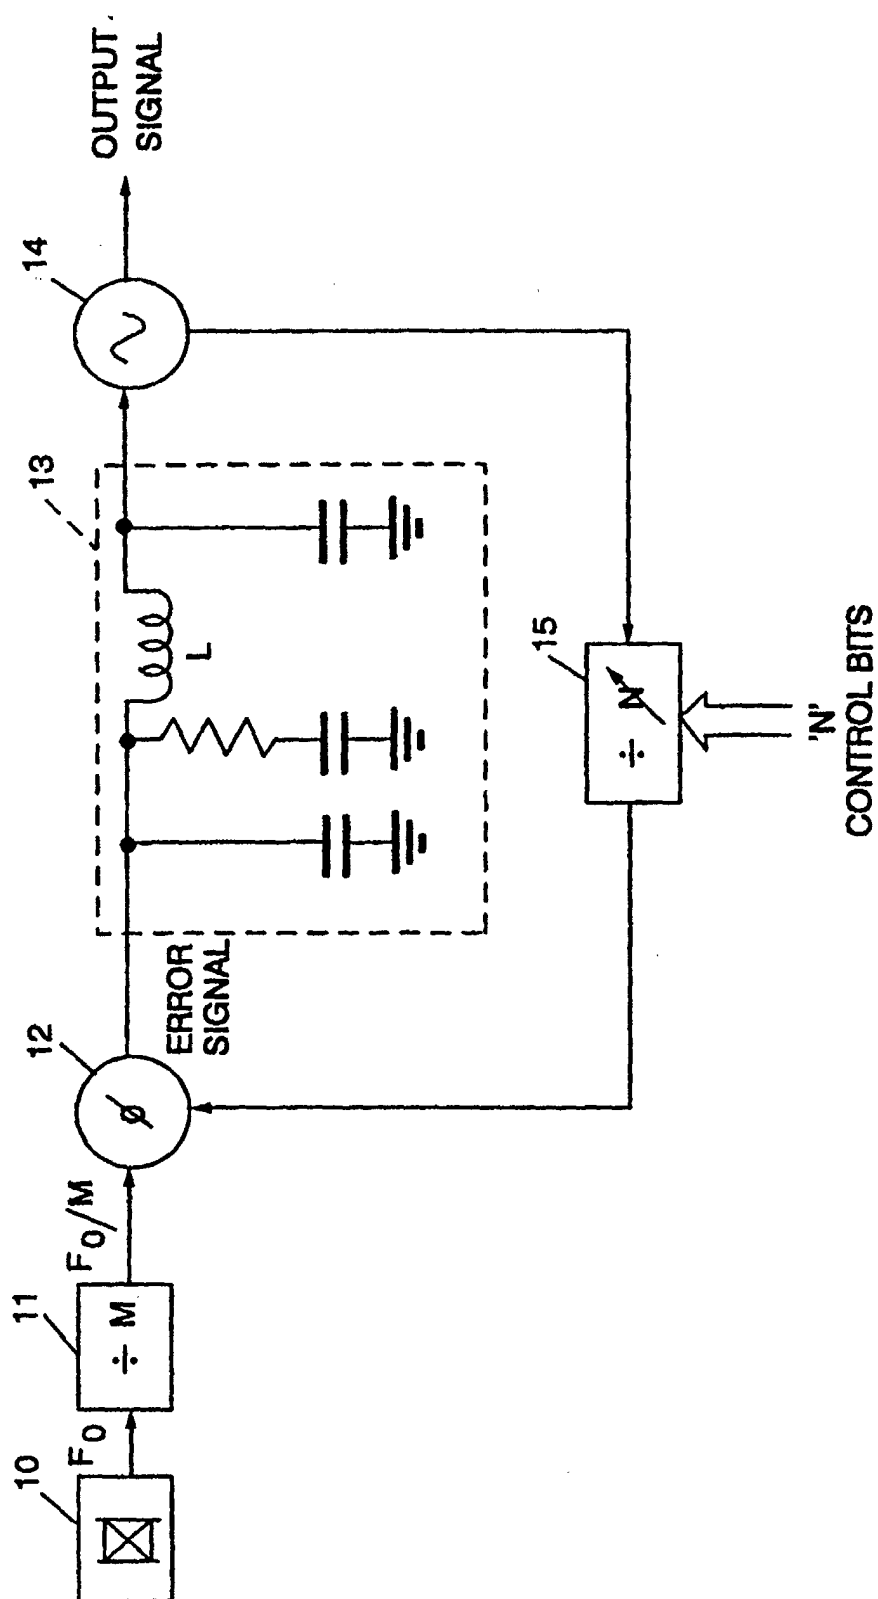 10
F0
11
÷ M
F0/M
12
ø
ERROR
SIGNAL
13
L
14
OUTPUT
SIGNAL
15
÷ N
'N'
CONTROL BITS